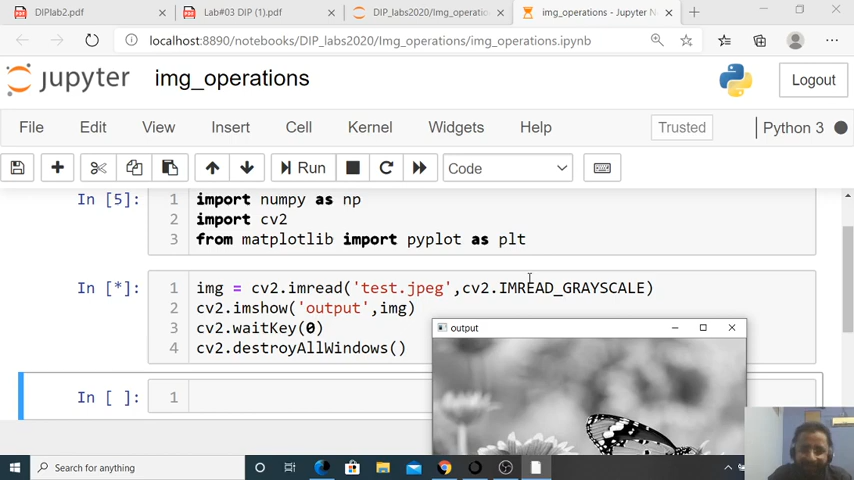 DIPlab2.pdf
Lab#03 DIP (1).pdf
DIP_labs2020/Img_operatio
img_operations - Jupyter N
localhost:8890/notebooks/DIP_labs2020/Img_operations/img_operations.ipynb
jupyter img_operations
Logout
File Edit View Insert Cell Kernel Widgets Help Trusted Python 3
Run Code
In [5]: 1 import numpy as np
2 import cv2
3 from matplotlib import pyplot as plt
In [*]: 1 img = cv2.imread('test.jpeg',cv2.IMREAD_GRAYSCALE)
2 cv2.imshow('output',img)
3 cv2.waitKey(0)
4 cv2.destroyAllWindows()
output
In [ ]: 1
Search for anything